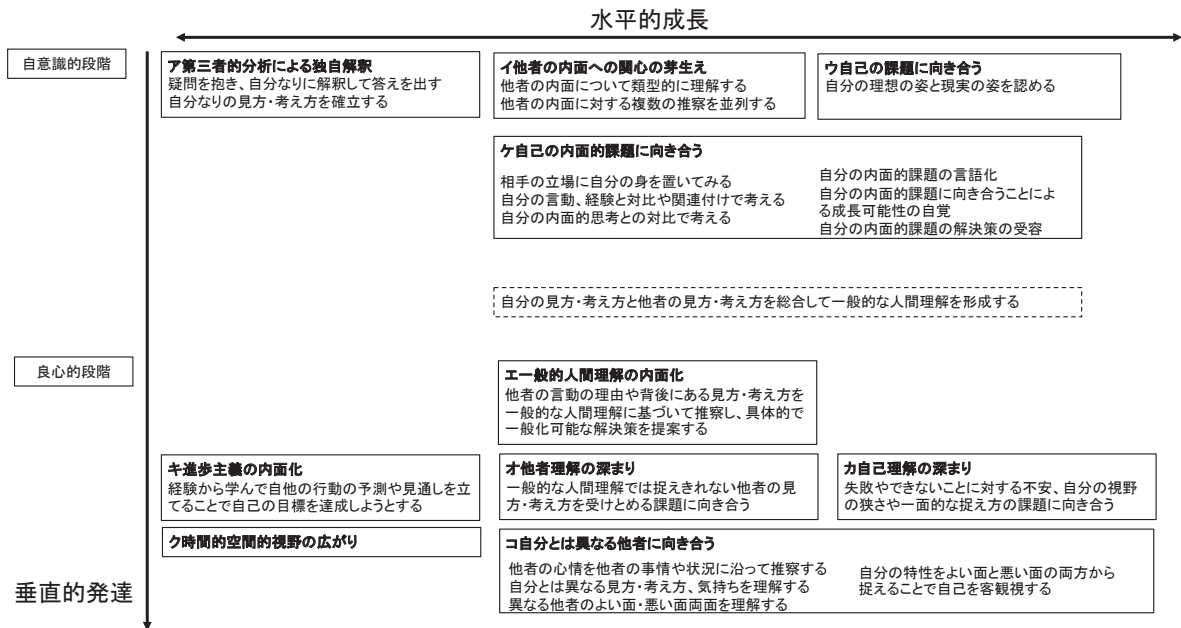 水平的成長
自意識的段階
ア第三者的分析による独自解釈
疑問を抱き、自分なりに解釈して答えを出す
自分なりの見方・考え方を確立する
イ他者の内面への関心の芽生え
他者の内面について類型的に理解する
他者の内面に対する複数の推察を並列する
ウ自己の課題に向き合う
自分の理想の姿と現実の姿を認める
ケ自己の内面的課題に向き合う
相手の立場に自分の身を置いてみる
自分の言動、経験と対比や関連付けで考える
自分の内面的思考との対比で考える
自分の内面的課題の言語化
自分の内面的課題に向き合うことによ
る成長可能性の自覚
自分の内面的課題の解決策の受容
自分の見方・考え方と他者の見方・考え方を総合して一般的な人間理解を形成する
良心的段階
エ一般的人間理解の内面化
他者の言動の理由や背後にある見方・考え方を
一般的な人間理解に基づいて推察し、具体的で
一般化可能な解決策を提案する
キ進歩主義の内面化
経験から学んで自他の行動の予測や見通しを立
てることで自己の目標を達成しようとする
オ他者理解の深まり
一般的な人間理解では捉えきれない他者の見
方・考え方を受けとめる課題に向き合う
カ自己理解の深まり
失敗やできないことに対する不安、自分の視野
の狭さや一面的な捉え方の課題に向き合う
ク時間的空間的視野の広がり
コ自分とは異なる他者に向き合う
他者の心情を他者の事情や状況に沿って推察する
自分とは異なる見方・考え方、気持ちを理解する
異なる他者のよい面・悪い面両面を理解する
自分の特性をよい面と悪い面の両方から
捉えることで自己を客観視する
垂直的発達